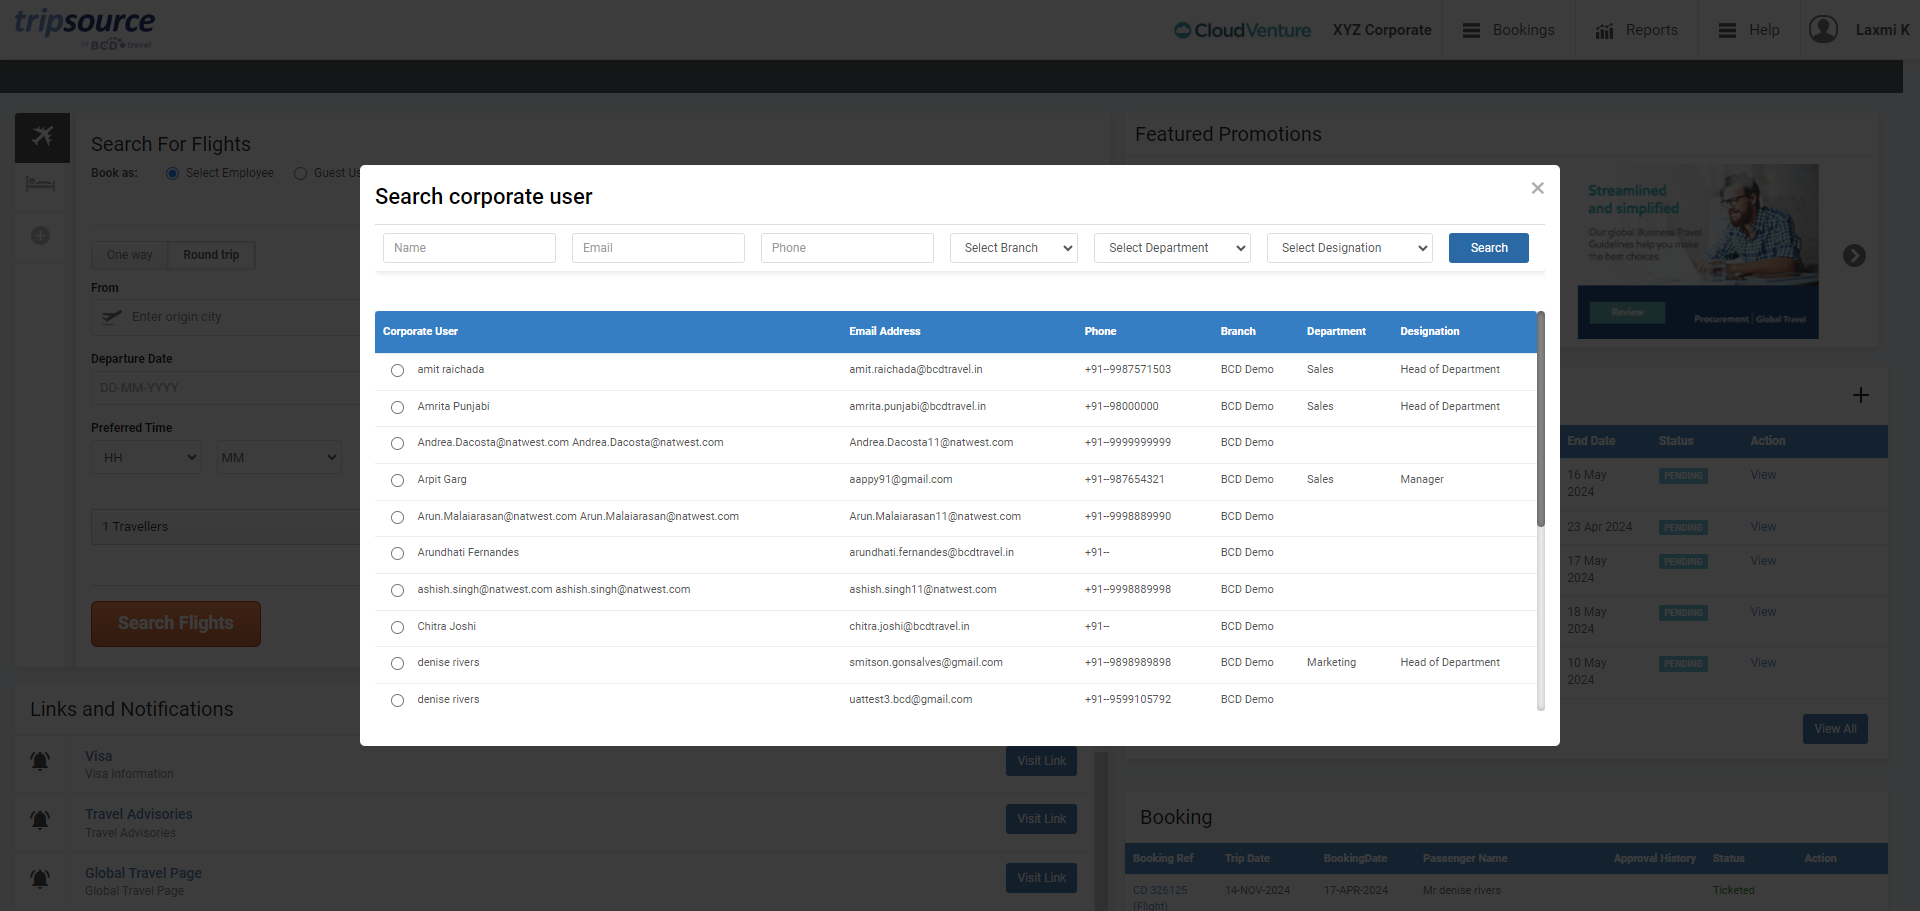 tripsource
by BCD travel
CloudVenture
XYZ Corporate
Bookings
Reports
Help
Laxmi K
Search For Flights
Book as: Select Employee Guest Us
One way Round trip
From
Enter origin city
Departure Date
DD-MM-YYYY
Preferred Time
HH MM
1 Travellers
Search Flights
Featured Promotions
Streamlined
and simplified
Our global Business Travel
Guidelines help you make
the best choices.
Review
Procurement | Global Travel
Search corporate user
×
Name Email Phone Select Branch Select Department Select Designation Search
Corporate User Email Address Phone Branch Department Designation
amit raichada amit.raichada@bcdtravel.in +91--9987571503 BCD Demo Sales Head of Department
Amrita Punjabi amrita.punjabi@bcdtravel.in +91--98000000 BCD Demo Sales Head of Department
Andrea.Dacosta@natwest.com Andrea.Dacosta@natwest.com Andrea.Dacosta11@natwest.com +91--9999999999 BCD Demo
Arpit Garg aappy91@gmail.com +91--987654321 BCD Demo Sales Manager
Arun.Malaiarasan@natwest.com Arun.Malaiarasan@natwest.com Arun.Malaiarasan11@natwest.com +91--9998889990 BCD Demo
Arundhati Fernandes arundhati.fernandes@bcdtravel.in +91-- BCD Demo
ashish.singh@natwest.com ashish.singh@natwest.com ashish.singh11@natwest.com +91--9998889998 BCD Demo
Chitra Joshi chitra.joshi@bcdtravel.in +91-- BCD Demo
denise rivers smitson.gonsalves@gmail.com +91--9898989898 BCD Demo Marketing Head of Department
denise rivers uattest3.bcd@gmail.com +91--9599105792 BCD Demo
End Date Status Action
16 May
2024 PENDING View
23 Apr 2024 PENDING View
17 May
2024 PENDING View
18 May
2024 PENDING View
10 May
2024 PENDING View
View All
Links and Notifications
Visa
Visa Information
Visit Link
Travel Advisories
Travel Advisories
Visit Link
Global Travel Page
Global Travel Page
Visit Link
Booking
Booking Ref Trip Date BookingDate Passenger Name Approval History Status Action
CD 326125 14-NOV-2024 17-APR-2024 Mr denise rivers Ticketed
(Flight)